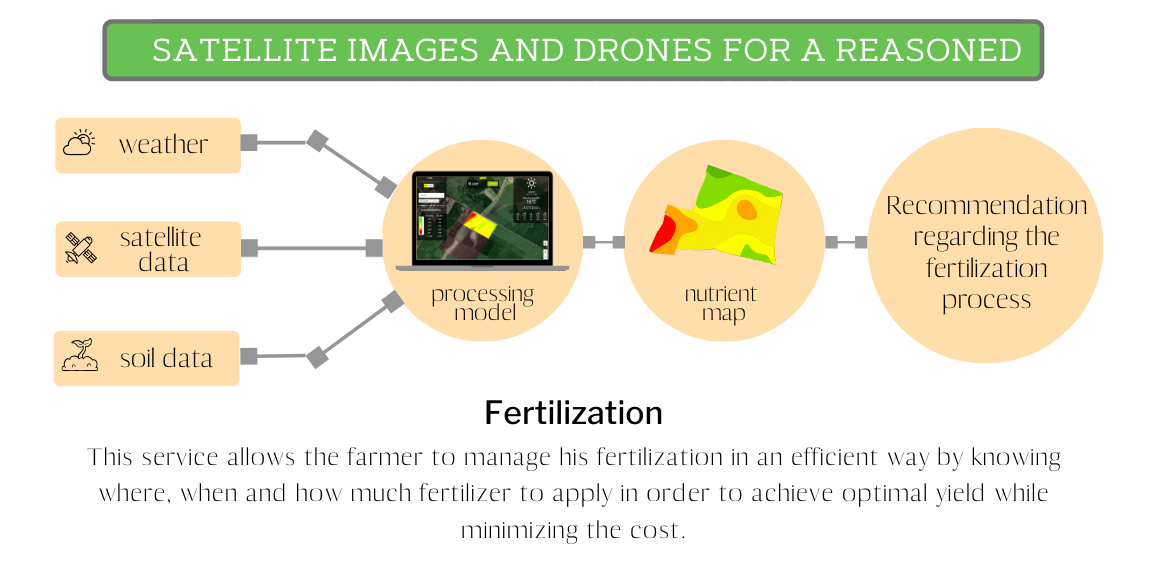 SATELLITE IMAGES AND DRONES FOR A REASONED
weather
satellite
data
soil data
processing
model
nutrient
map
Recommendation
regarding the
fertilization
process
Fertilization
This service allows the farmer to manage his fertilization in an efficient way by knowing
where, when and how much fertilizer to apply in order to achieve optimal yield while
minimizing the cost.